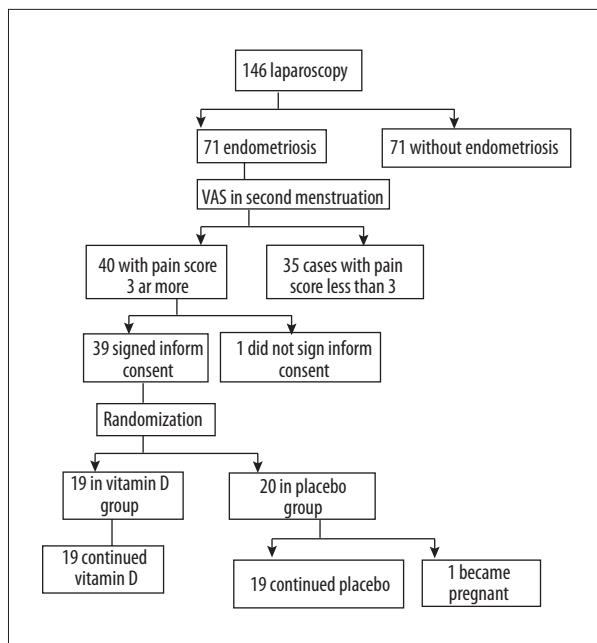 146 laparoscopy
71 endometriosis
71 without endometriosis
VAS in second menstruation
40 with pain score
3 ar more
35 cases with pain
score less than 3
39 signed inform
consent
1 did not sign inform
consent
Randomization
19 in vitamin D
group
20 in placebo
group
19 continued
vitamin D
19 continued placebo
1 became
pregnant